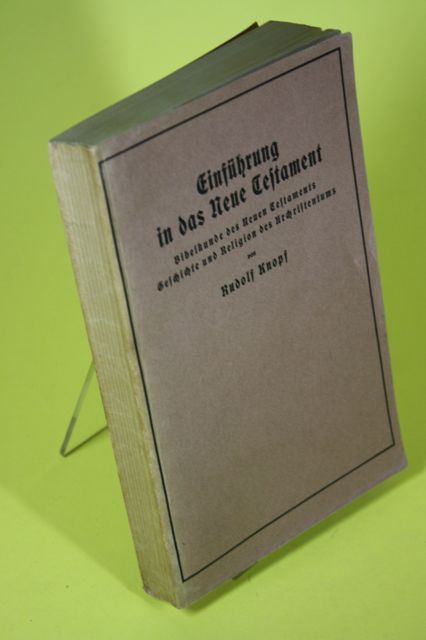 Einführung
in das Neue Testament
Bibelkunde des Neuen Testaments
Geschichte und Religion des Urchristentums
von
Rudolf Knopf